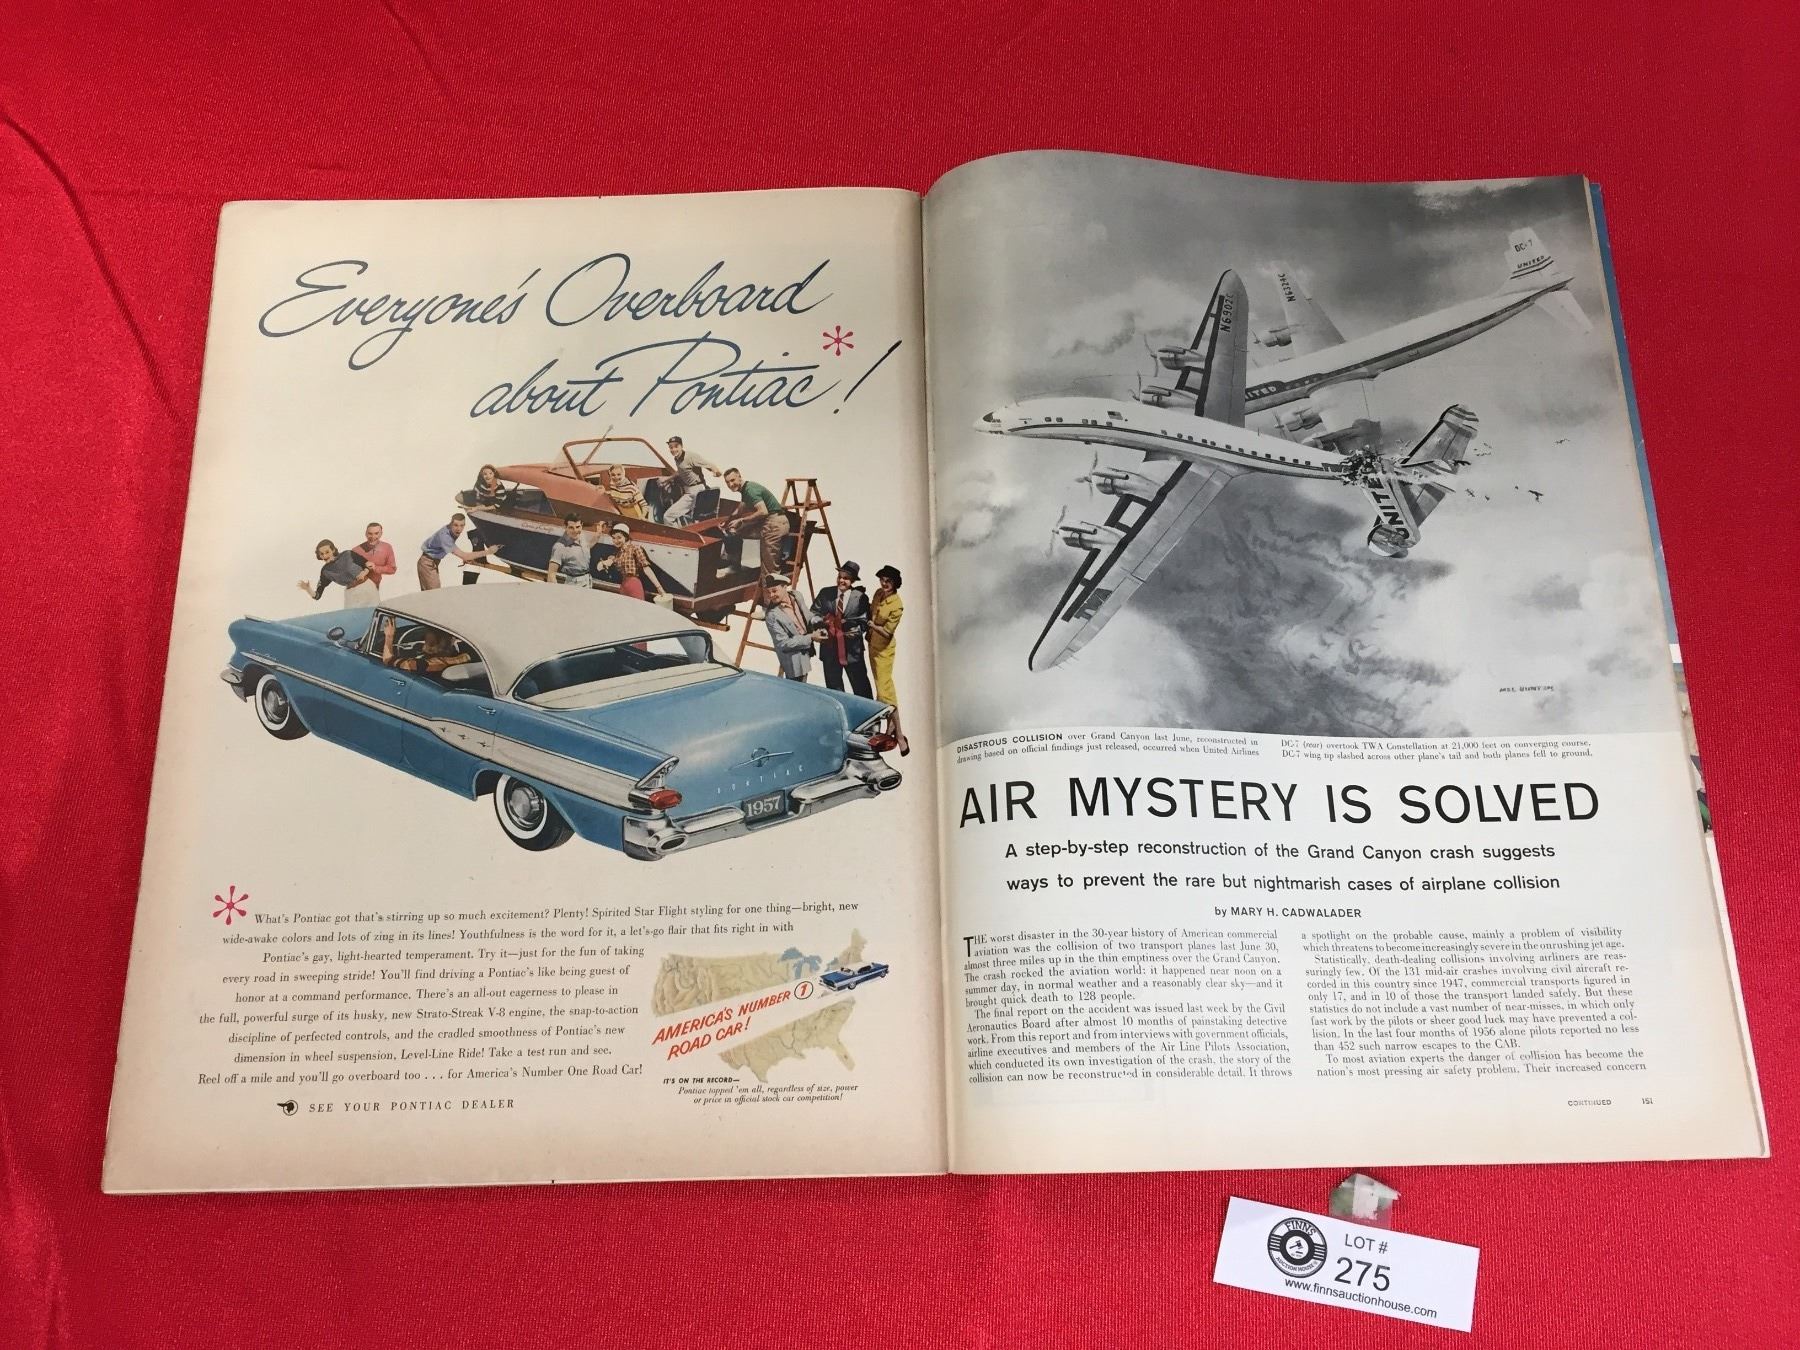 Everyone's Overboard
about Pontiac*!
PONTIAC
1957
* What's Pontiac got that's stirring up so much excitement? Plenty! Spirited Star Flight styling for one thing—bright, new
wide-awake colors and lots of zing in its lines! Youthfulness is the word for it, a let's-go flair that fits right in with
Pontiac's gay, light-hearted temperament. Try it—just for the fun of taking
every road in sweeping stride! You'll find driving a Pontiac's like being guest of
honor at a command performance. There's an all-out eagerness to please in
the full, powerful surge of its husky, new Strato-Streak V-8 engine, the snap-to-action
discipline of perfected controls, and the cradled smoothness of Pontiac's new
dimension in wheel suspension, Level-Line Ride! Take a test run and see.
Reel off a mile and you'll go overboard too . . . for America's Number One Road Car!
SEE YOUR PONTIAC DEALER
AMERICA'S NUMBER 1
ROAD CAR!
IT'S ON THE RECORD—
Pontiac topped 'em all, regardless of size, power
or price in official stock car competition!
N6902C
N6324C
DC-7
UNITED
UNITED
UNITE
TWA
DISASTROUS COLLISION over Grand Canyon last June, reconstructed in
drawing based on official findings just released, occurred when United Airlines
DC-7 (rear) overtook TWA Constellation at 21,000 feet on converging course.
DC-7 wing tip slashed across other plane's tail and both planes fell to ground.
AIR MYSTERY IS SOLVED
A step-by-step reconstruction of the Grand Canyon crash suggests
ways to prevent the rare but nightmarish cases of airplane collision
by MARY H. CADWALADER
THE worst disaster in the 30-year history of American commercial
aviation was the collision of two transport planes last June 30,
almost three miles up in the thin emptiness over the Grand Canyon.
The crash rocked the aviation world: it happened near noon on a
summer day, in normal weather and a reasonably clear sky—and it
brought quick death to 128 people.
The final report on the accident was issued last week by the Civil
Aeronautics Board after almost 10 months of painstaking detective
work. From this report and from interviews with government officials,
airline executives and members of the Air Line Pilots Association,
which conducted its own investigation of the crash, the story of the
collision can now be reconstructed in considerable detail. It throws
a spotlight on the probable cause, mainly a problem of visibility
which threatens to become increasingly severe in the onrushing jet age.
Statistically, death-dealing collisions involving airliners are reas-
suringly few. Of the 131 mid-air crashes involving civil aircraft re-
corded in this country since 1947, commercial transports figured in
only 17, and in 10 of those the transport landed safely. But these
statistics do not include a vast number of near-misses, in which only
fast work by the pilots or sheer good luck may have prevented a col-
lision. In the last four months of 1956 alone pilots reported no less
than 452 such narrow escapes to the CAB.
To most aviation experts the danger of collision has become the
nation's most pressing air safety problem. Their increased concern
CONTINUED 151
FINNS
AUCTION HOUSE
LOT #
275
www.finnsauctionhouse.com